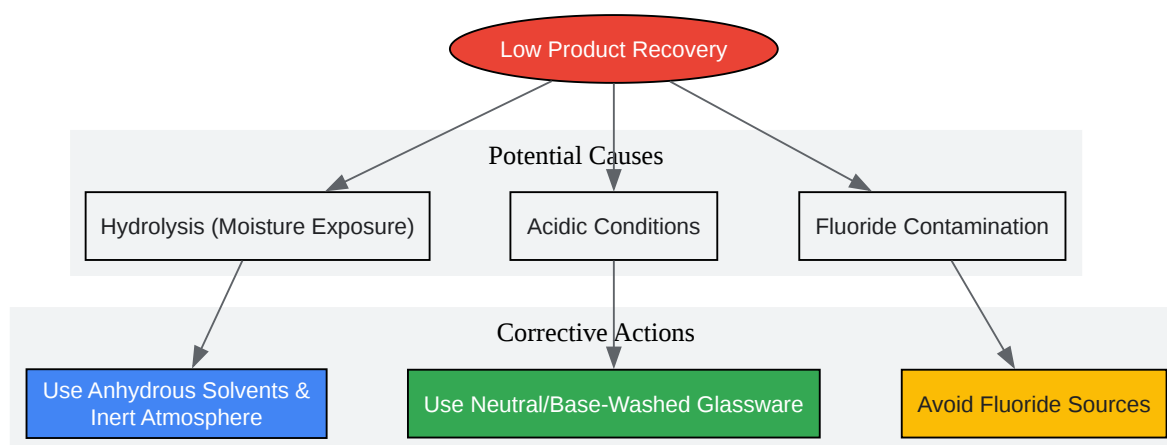 Low Product Recovery
Potential Causes
Hydrolysis (Moisture Exposure)
Acidic Conditions
Fluoride Contamination
Corrective Actions
Use Anhydrous Solvents &
Inert Atmosphere
Use Neutral/Base-Washed Glassware
Avoid Fluoride Sources